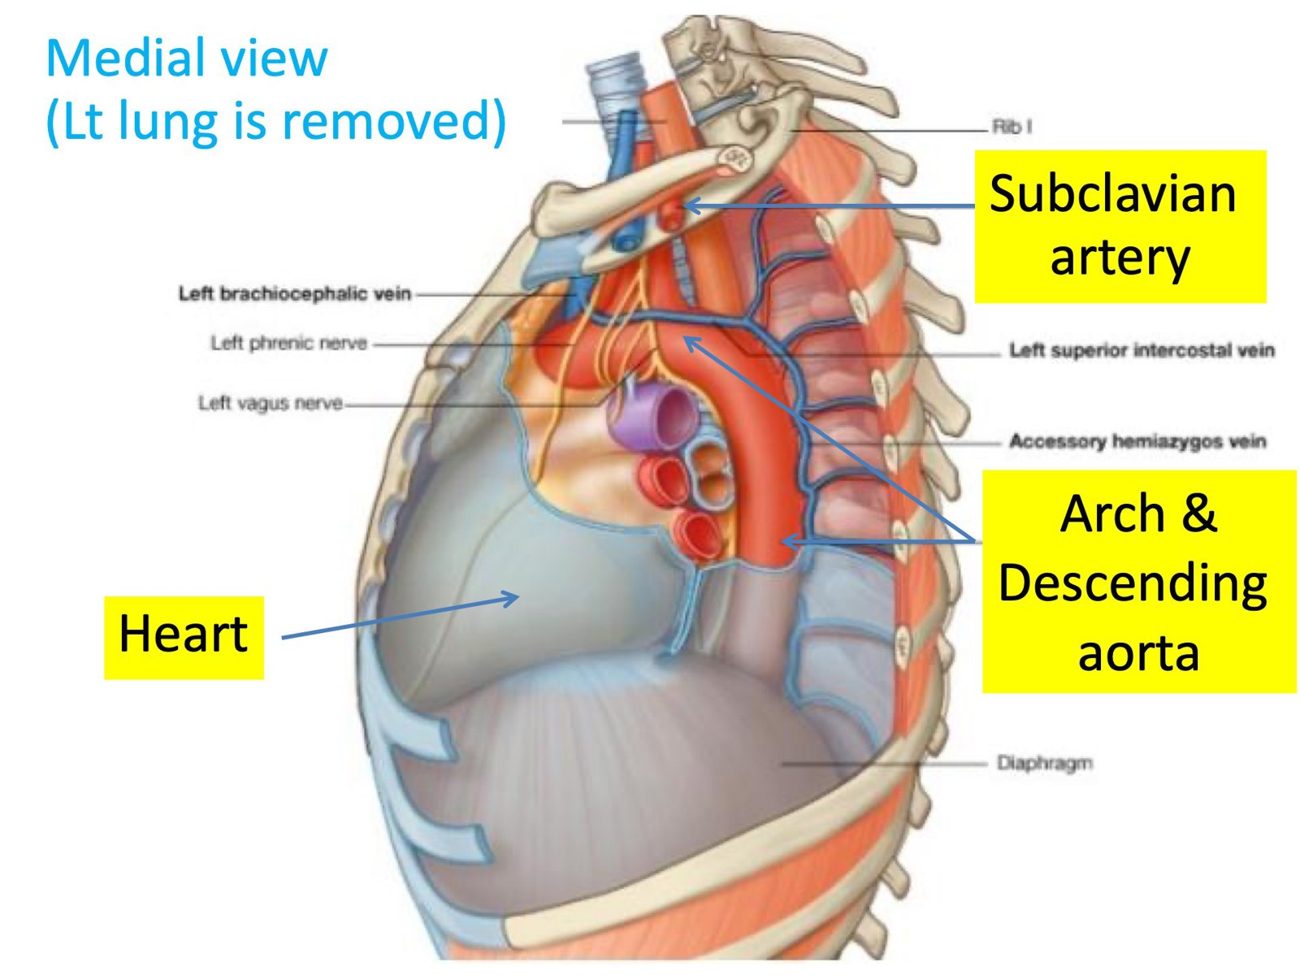 Medial view
(Lt lung is removed)
Rib I
Subclavian
artery
Left brachiocephalic vein
Left phrenic nerve
Left superior intercostal vein
Left vagus nerve
Accessory hemiazygos vein
Arch &
Descending
aorta
Heart
Diaphragm